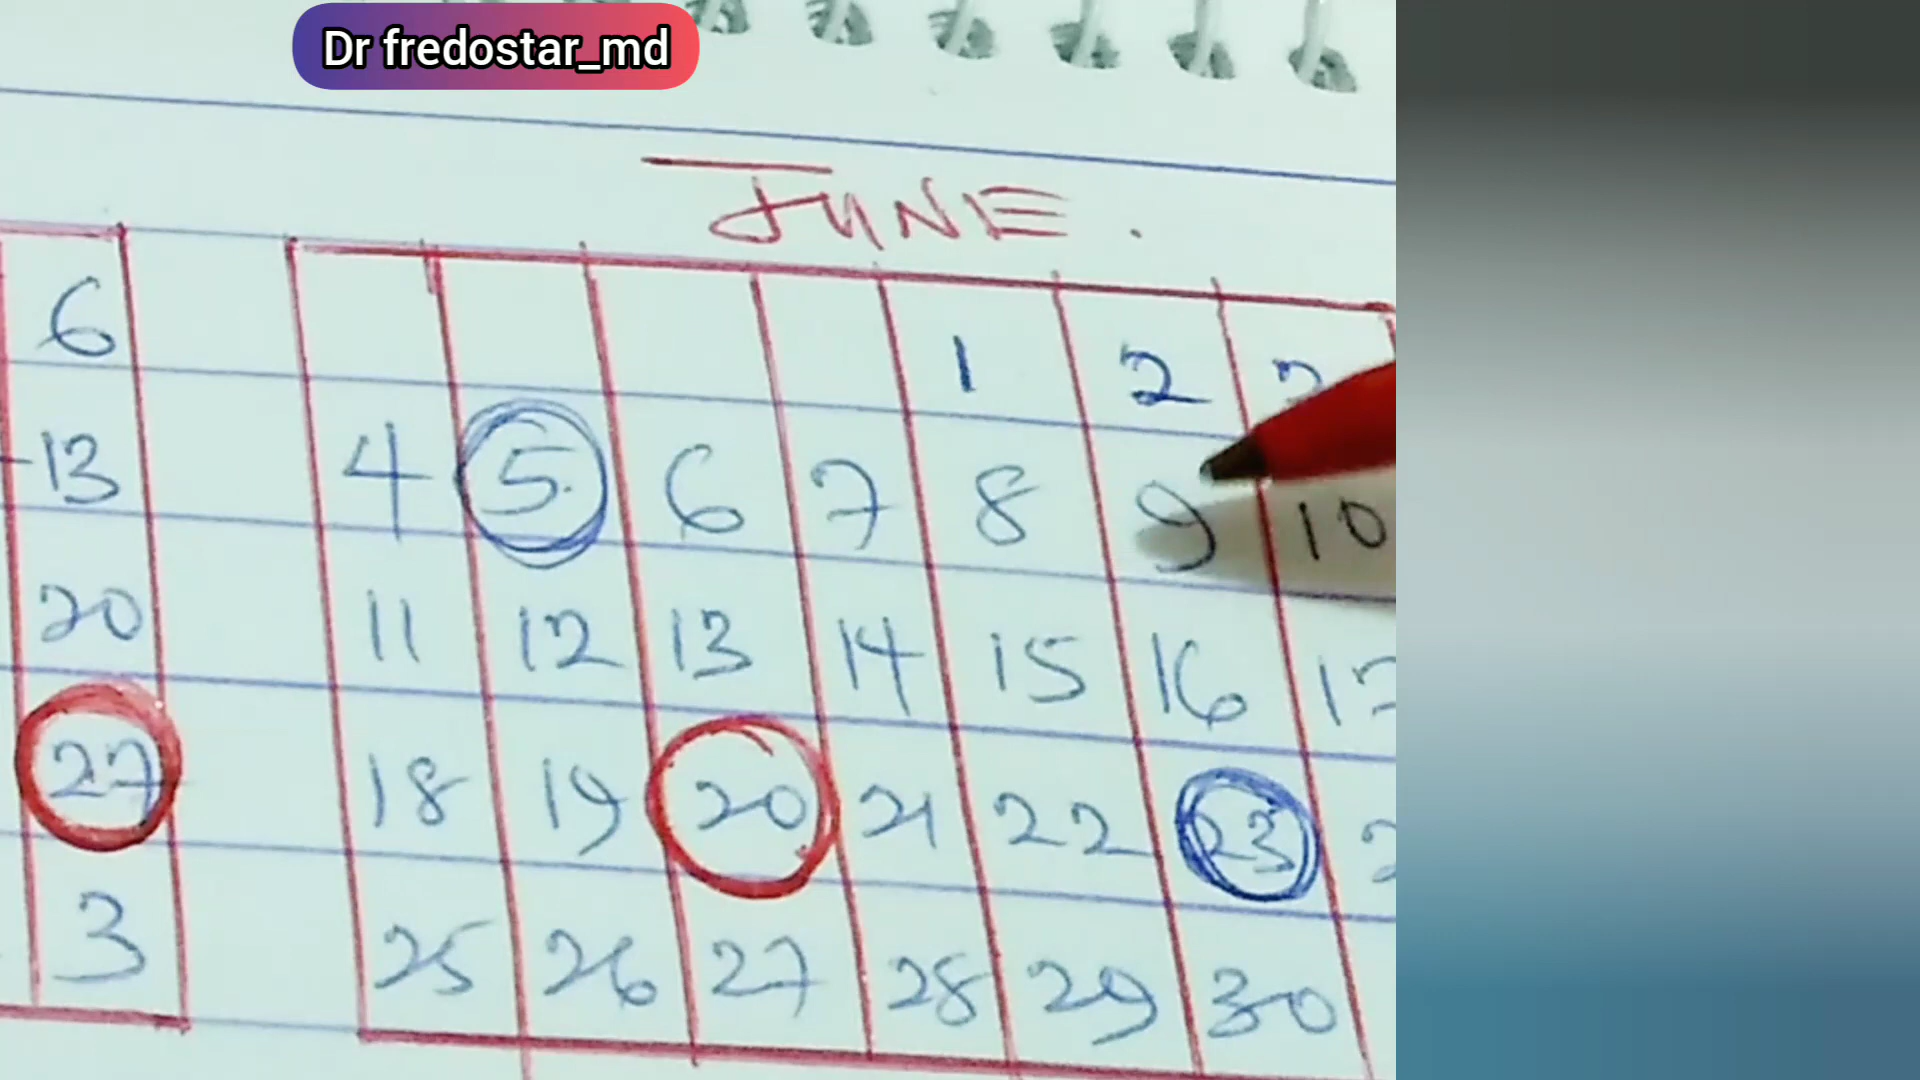 Dr fredostar_md
JUNE.
6 1 2
13 4 5 6 7 8 9 10
20 11 12 13 14 15 16 17
27 18 19 20 21 22 23
3 25 26 27 28 29 30